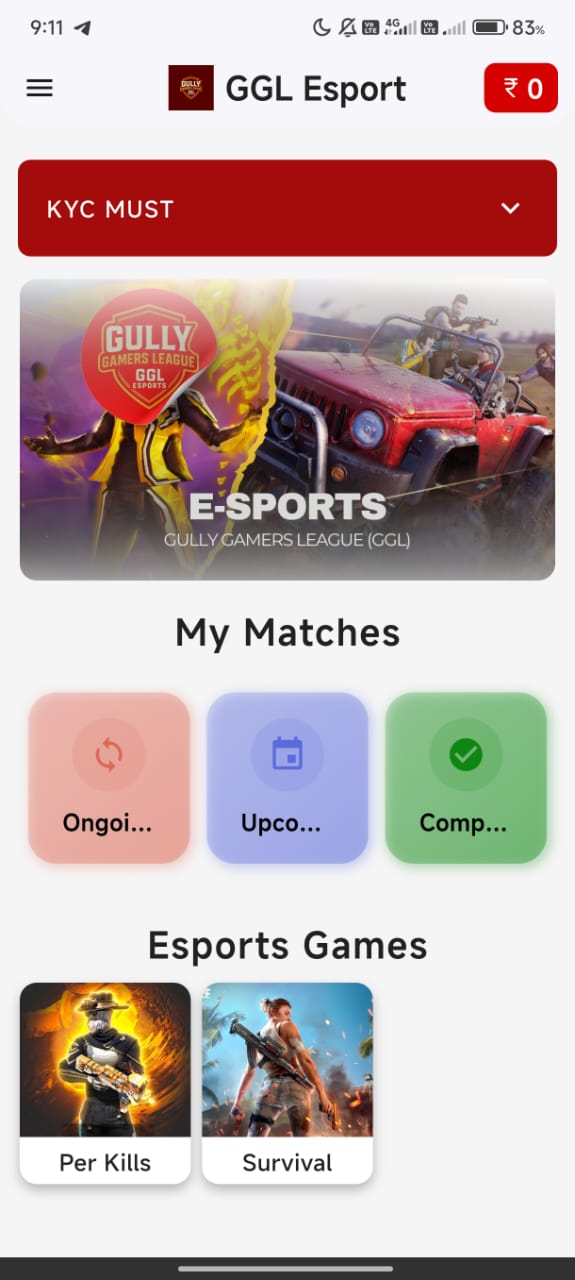 9:11
4G
83%
GGL Esport
₹ 0
KYC MUST
GULLY
GAMERS LEAGUE
GGL
ESPORTS
E-SPORTS
GULLY GAMERS LEAGUE (GGL)
My Matches
Ongoi...
Upco...
Comp...
Esports Games
Per Kills
Survival